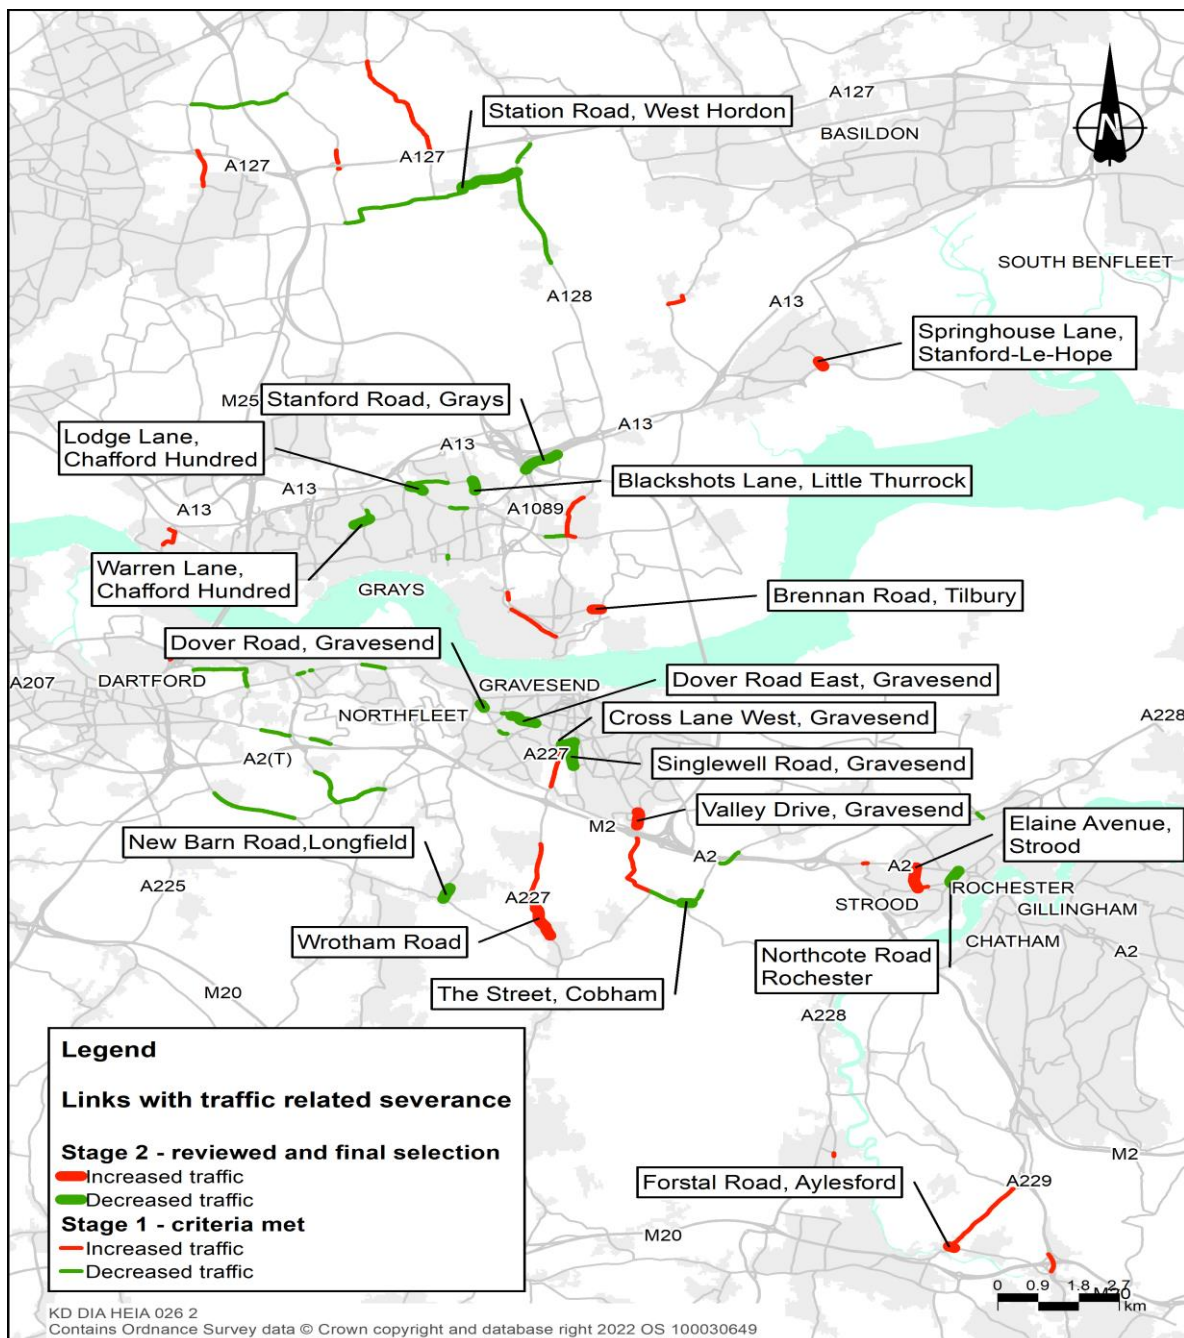 A127
BASILDON
Station Road, West Hordon
N
A127
A127
SOUTH BENFLEET
A128
A13
Springhouse Lane,
Stanford-Le-Hope
M25
Stanford Road, Grays
A13
Lodge Lane,
Chafford Hundred
A13
A13
Blackshots Lane, Little Thurrock
A13
A1089
Warren Lane,
Chafford Hundred
GRAYS
Brennan Road, Tilbury
Dover Road, Gravesend
A207
DARTFORD
GRAVESEND
Dover Road East, Gravesend
NORTHFLEET
Cross Lane West, Gravesend
A228
A2(T)
A227
Singlewell Road, Gravesend
Valley Drive, Gravesend
M2
Elaine Avenue,
Strood
New Barn Road,Longfield
A2
A2
A225
A227
STROOD
ROCHESTER
GILLINGHAM
Wrotham Road
CHATHAM
A2
Northcote Road
Rochester
M20
The Street, Cobham
A228
Legend
Links with traffic related severance
Stage 2 - reviewed and final selection
Increased traffic
Decreased traffic
Stage 1 - criteria met
Increased traffic
Decreased traffic
M2
Forstal Road, Aylesford
A229
M20
0 0.9 1.8 2.7
km
KD DIA HEIA 026 2
Contains Ordnance Survey data © Crown copyright and database right 2022 OS 100030649